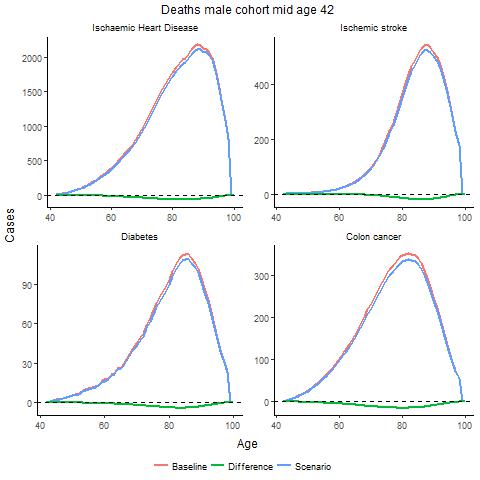 Deaths male cohort mid age 42
Ischaemic Heart Disease
Ischemic stroke
2000
1500
1000
500
0
40 60 80 100
400
200
0
40 60 80 100
Cases
Diabetes
Colon cancer
90
60
30
0
40 60 80 100
300
200
100
0
40 60 80 100
Age
Baseline Difference Scenario